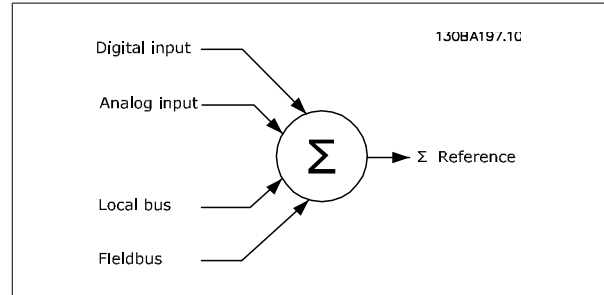 130BA197.10
Digital input
Analog input
Σ
Σ Reference
Local bus
Fieldbus